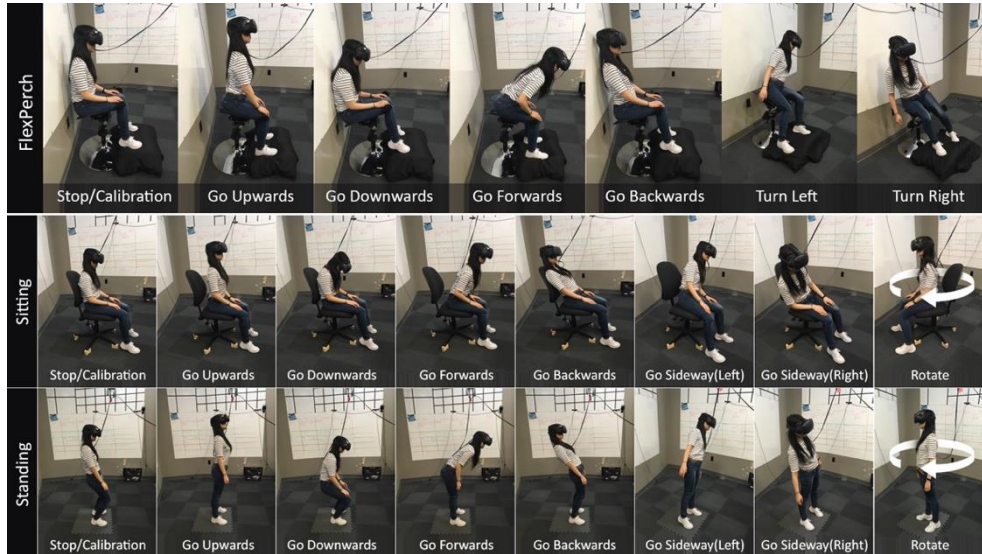 FlexPerch
Stop/Calibration
Go Upwards
Go Downwards
Go Forwards
Go Backwards
Turn Left
Turn Right
Sitting
Stop/Calibration
Go Upwards
Go Downwards
Go Forwards
Go Backwards
Go Sideway(Left)
Go Sideway(Right)
Rotate
Standing
Stop/Calibration
Go Upwards
Go Downwards
Go Forwards
Go Backwards
Go Sideway(Left)
Go Sideway(Right)
Rotate